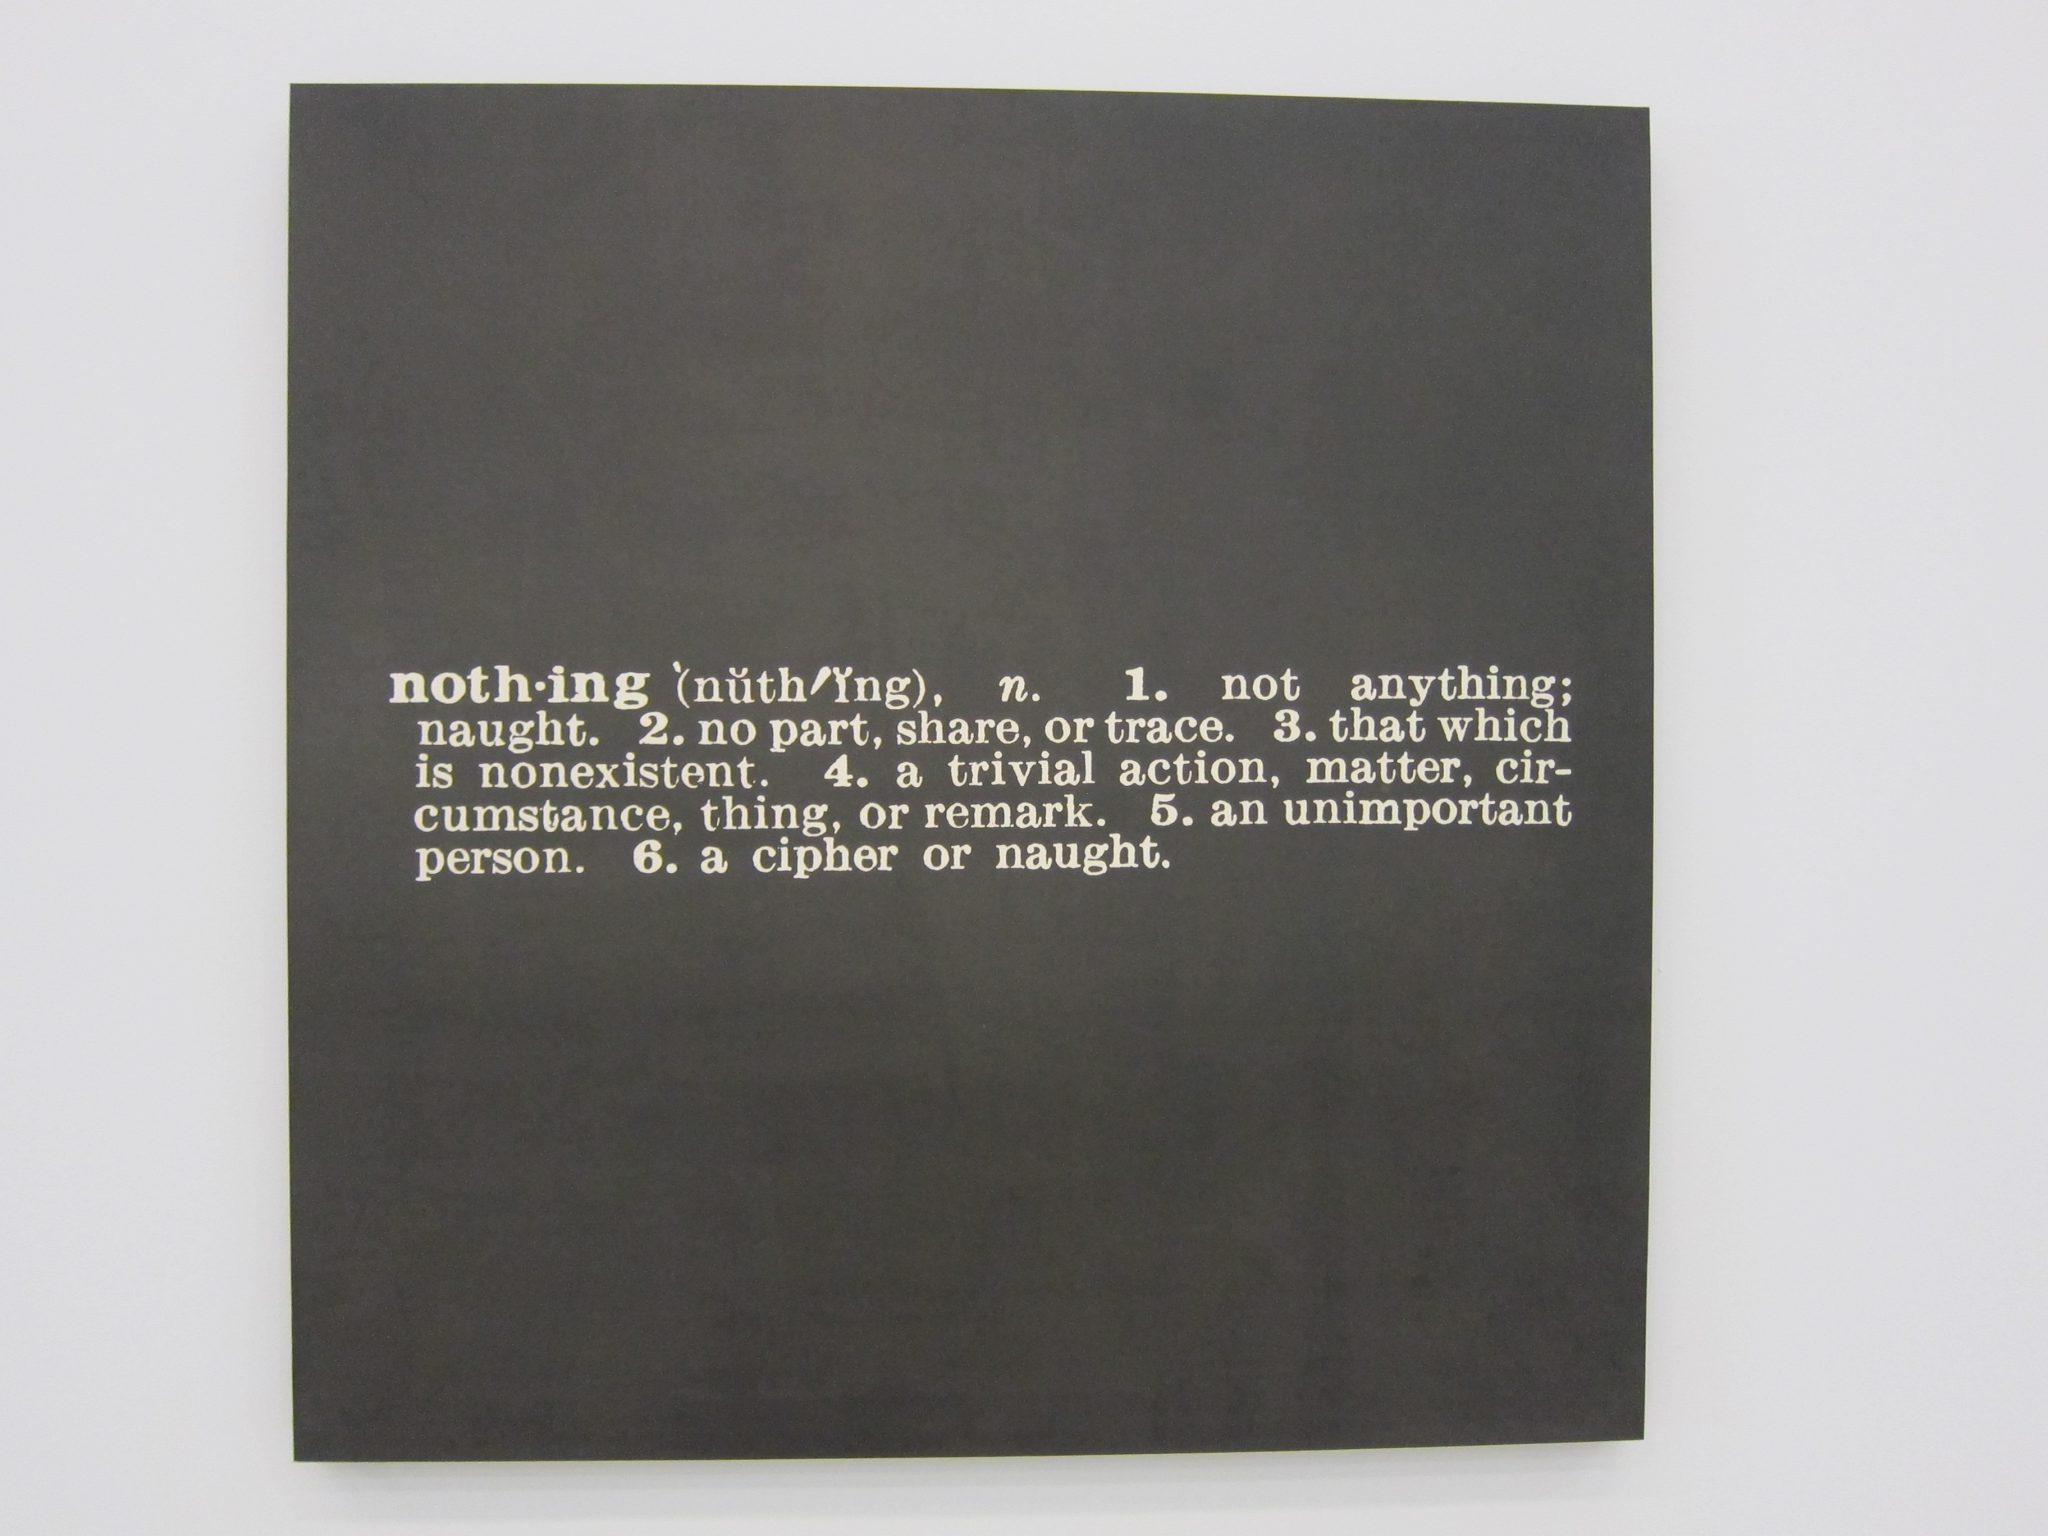 noth·ing (nŭth′ĭng), n. 1. not anything;
naught. 2. no part, share, or trace. 3. that which
is nonexistent. 4. a trivial action, matter, cir-
cumstance, thing, or remark. 5. an unimportant
person. 6. a cipher or naught.